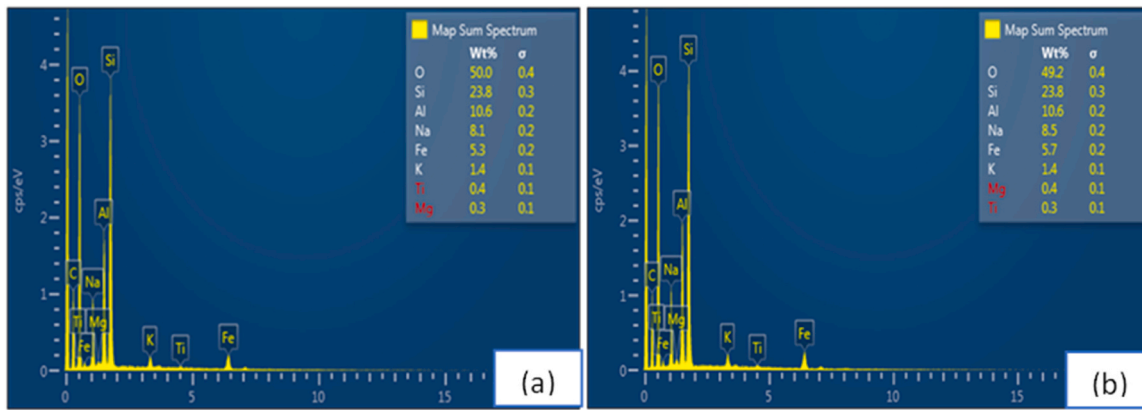 Map Sum Spectrum
Wt% σ
O 50.0 0.4
Si 23.8 0.3
Al 10.6 0.2
Na 8.1 0.2
Fe 5.3 0.2
K 1.4 0.1
Ti 0.4 0.1
Mg 0.3 0.1
cps/eV
4
3
2
1
0
Si
O
Al
C
Na
Ti
Mg
Fe
K
Ti
Fe
0 5 10 15
(a)
Map Sum Spectrum
Wt% σ
O 49.2 0.4
Si 23.8 0.3
Al 10.6 0.2
Na 8.5 0.2
Fe 5.7 0.2
K 1.4 0.1
Mg 0.4 0.1
Ti 0.3 0.1
cps/eV
4
3
2
1
0
Si
O
Al
Na
C
Ti
Mg
Fe
K
Ti
Fe
0 5 10 15
(b)